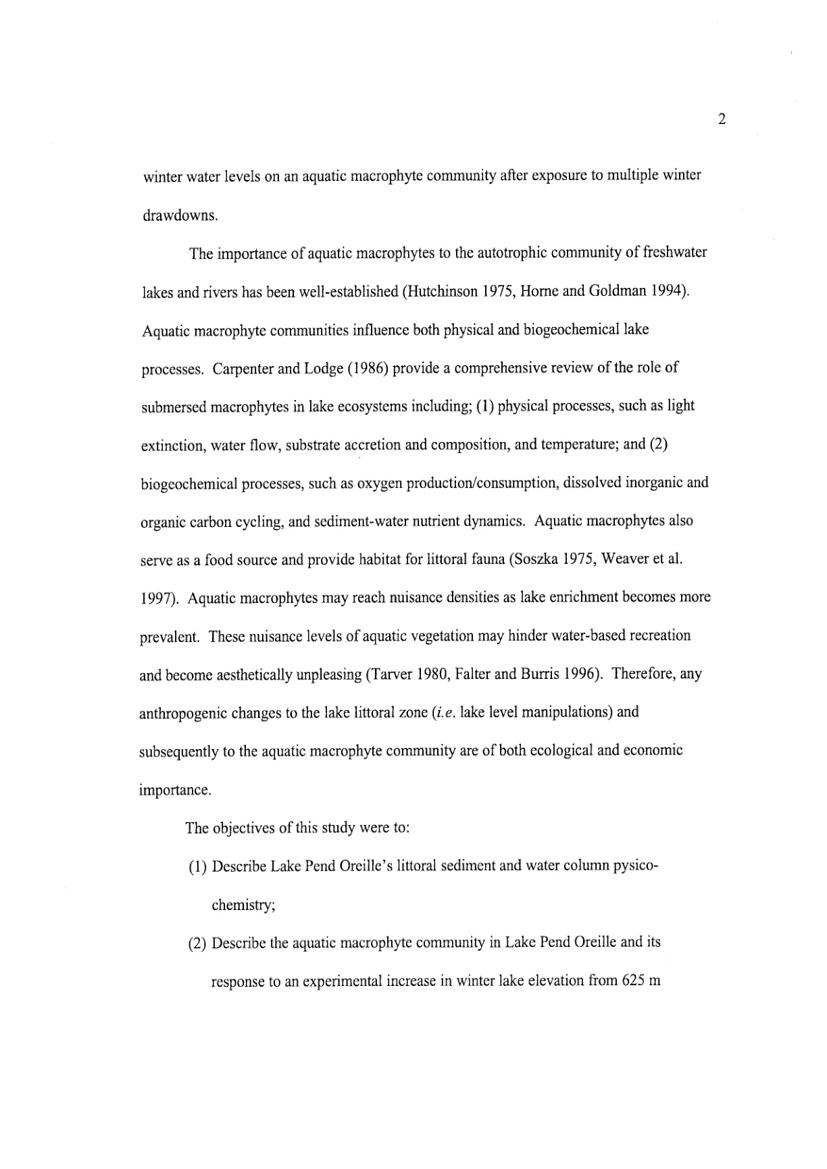 2
winter water levels on an aquatic macrophyte community after exposure to multiple winter
drawdowns.
The importance of aquatic macrophytes to the autotrophic community of freshwater
lakes and rivers has been well-established (Hutchinson 1975, Horne and Goldman 1994).
Aquatic macrophyte communities influence both physical and biogeochemical lake
processes.  Carpenter and Lodge (1986) provide a comprehensive review of the role of
submersed macrophytes in lake ecosystems including; (1) physical processes, such as light
extinction, water flow, substrate accretion and composition, and temperature; and (2)
biogeochemical processes, such as oxygen production/consumption, dissolved inorganic and
organic carbon cycling, and sediment-water nutrient dynamics.  Aquatic macrophytes also
serve as a food source and provide habitat for littoral fauna (Soszka 1975, Weaver et al.
1997).  Aquatic macrophytes may reach nuisance densities as lake enrichment becomes more
prevalent.  These nuisance levels of aquatic vegetation may hinder water-based recreation
and become aesthetically unpleasing (Tarver 1980, Falter and Burris 1996).  Therefore, any
anthropogenic changes to the lake littoral zone (i.e. lake level manipulations) and
subsequently to the aquatic macrophyte community are of both ecological and economic
importance.
The objectives of this study were to:
(1) Describe Lake Pend Oreille's littoral sediment and water column pysico-
chemistry;
(2) Describe the aquatic macrophyte community in Lake Pend Oreille and its
response to an experimental increase in winter lake elevation from 625 m